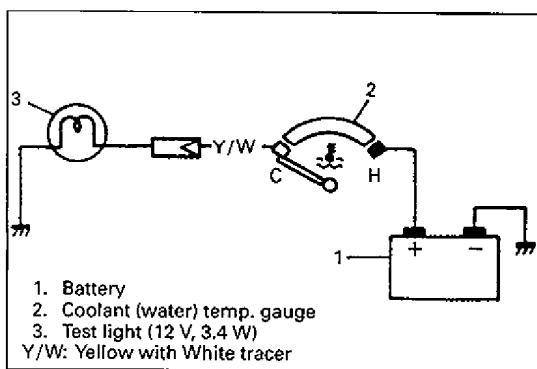 2
3
Y/W
C
H
1
+ −
1. Battery
2. Coolant (water) temp. gauge
3. Test light (12 V, 3.4 W)
Y/W: Yellow with White tracer